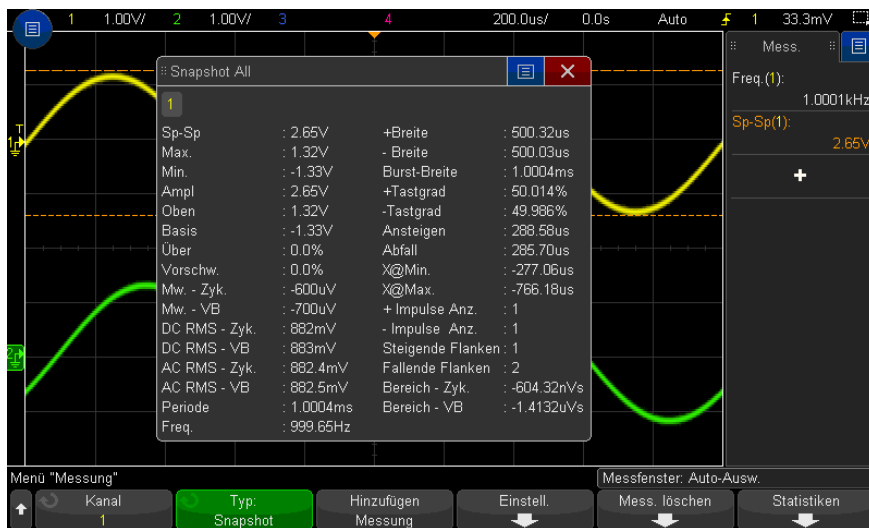 1 1.00V/ 2 1.00V/ 3 4 200.0us/ 0.0s Auto 1 33.3mV
Mess.
Freq.(1):
1.0001kHz
Sp-Sp(1):
2.65V
+
T
1
2
Snapshot All
1
Sp-Sp : 2.65V +Breite : 500.32us
Max. : 1.32V - Breite : 500.03us
Min. : -1.33V Burst-Breite : 1.0004ms
Ampl : 2.65V +Tastgrad : 50.014%
Oben : 1.32V -Tastgrad : 49.986%
Basis : -1.33V Ansteigen : 288.58us
Über : 0.0% Abfall : 285.70us
Vorschw. : 0.0% X@Min. : -277.06us
Mw. - Zyk. : -600uV X@Max. : -766.18us
Mw. - VB : -700uV + Impulse Anz. : 1
DC RMS - Zyk. : 882mV - Impulse Anz. : 1
DC RMS - VB : 883mV Steigende Flanken : 1
AC RMS - Zyk. : 882.4mV Fallende Flanken : 2
AC RMS - VB : 882.5mV Bereich - Zyk. : -604.32nVs
Periode : 1.0004ms Bereich - VB : -1.4132uVs
Freq. : 999.65Hz
Menü "Messung" Messfenster: Auto-Ausw.
Kanal Typ: Hinzufügen Einstell. Mess. löschen Statistiken
1 Snapshot Messung